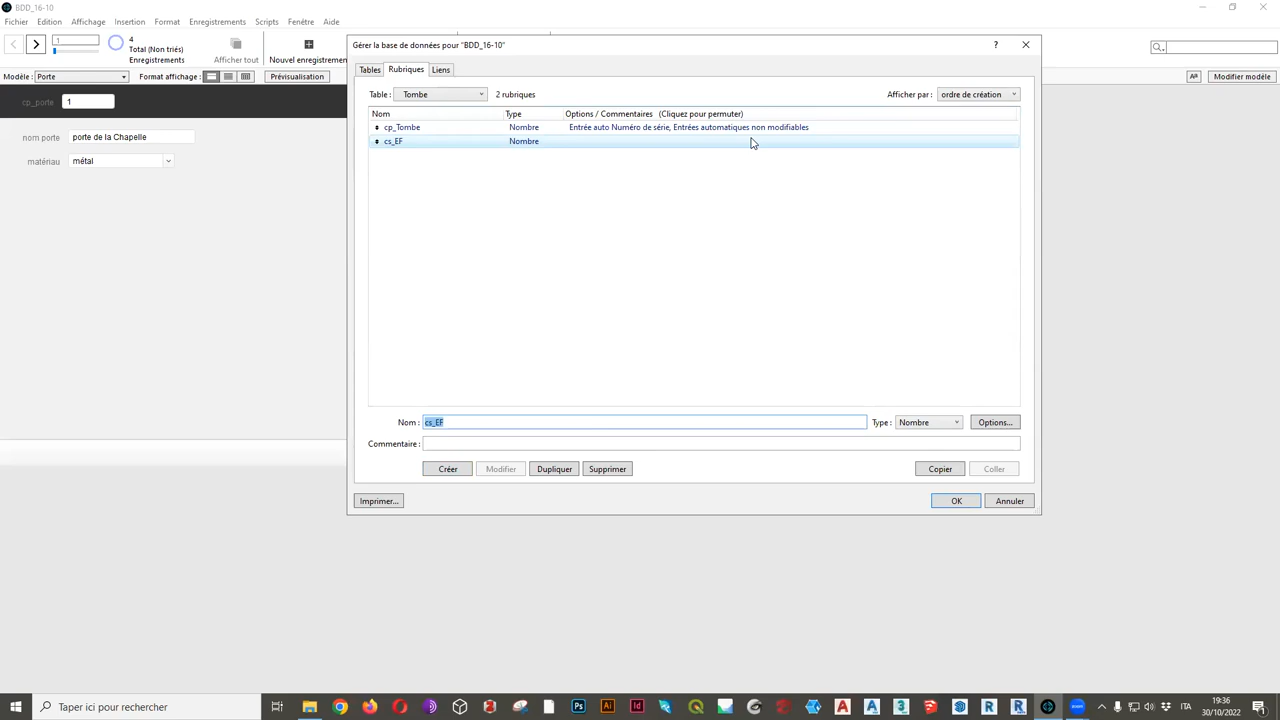 BDD_16-10
Fichier Edition Affichage Insertion Format Enregistrements Scripts Fenêtre Aide
1
4
Total (Non triés)
Enregistrements
Afficher tout
Nouvel enregistrement
Modèle : Porte
Format affichage :
Prévisualisation
Modifier modèle
cp_porte 1
nom porte porte de la Chapelle
matériau métal
Gérer la base de données pour "BDD_16-10"
?
Tables Rubriques Liens
Table : Tombe 2 rubriques Afficher par : ordre de création
Nom Type Options / Commentaires (Cliquez pour permuter)
cp_Tombe Nombre Entrée auto Numéro de série, Entrées automatiques non modifiables
cs_EF Nombre
Nom : cs_EF Type : Nombre Options...
Commentaire :
Créer Modifier Dupliquer Supprimer Copier Coller
Imprimer... OK Annuler
Taper ici pour rechercher
ITA
19:36
30/10/2022